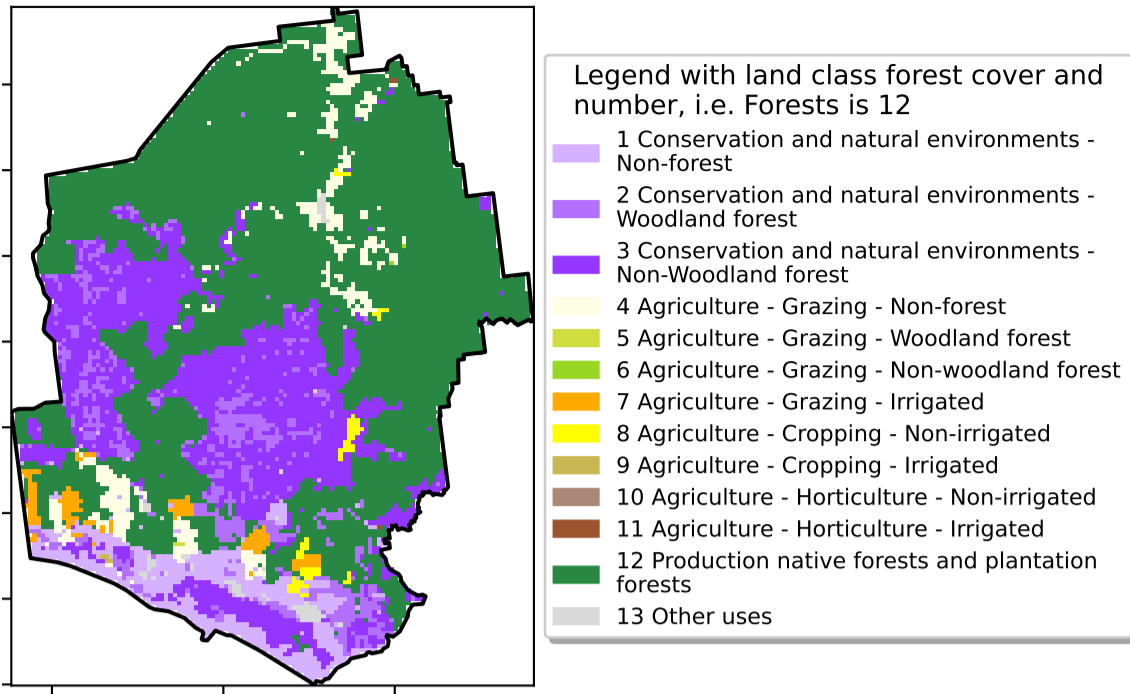 Legend with land class forest cover and
number, i.e. Forests is 12
1 Conservation and natural environments -
Non-forest
2 Conservation and natural environments -
Woodland forest
3 Conservation and natural environments -
Non-Woodland forest
4 Agriculture - Grazing - Non-forest
5 Agriculture - Grazing - Woodland forest
6 Agriculture - Grazing - Non-woodland forest
7 Agriculture - Grazing - Irrigated
8 Agriculture - Cropping - Non-irrigated
9 Agriculture - Cropping - Irrigated
10 Agriculture - Horticulture - Non-irrigated
11 Agriculture - Horticulture - Irrigated
12 Production native forests and plantation
forests
13 Other uses